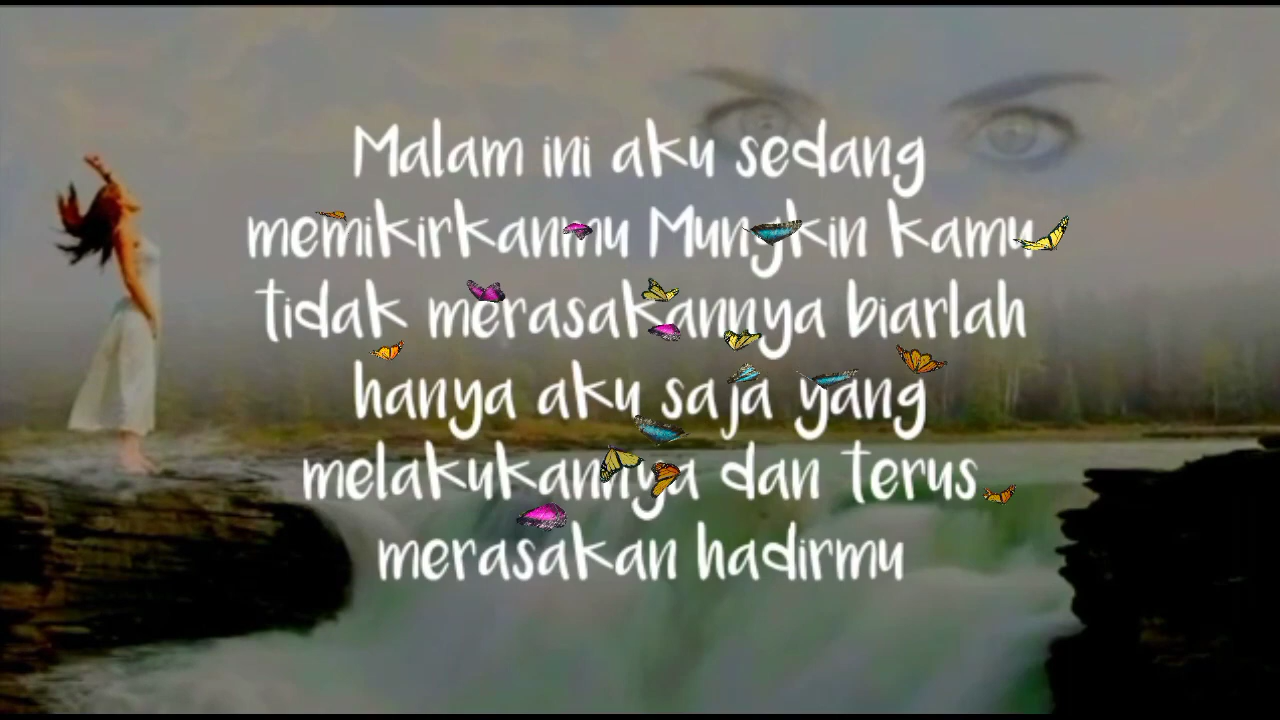 Malam ini aku sedang
memikirkanmu Mungkin kamu
tidak merasakannya biarlah
hanya aku saja yang
melakukannya dan terus
merasakan hadirmu